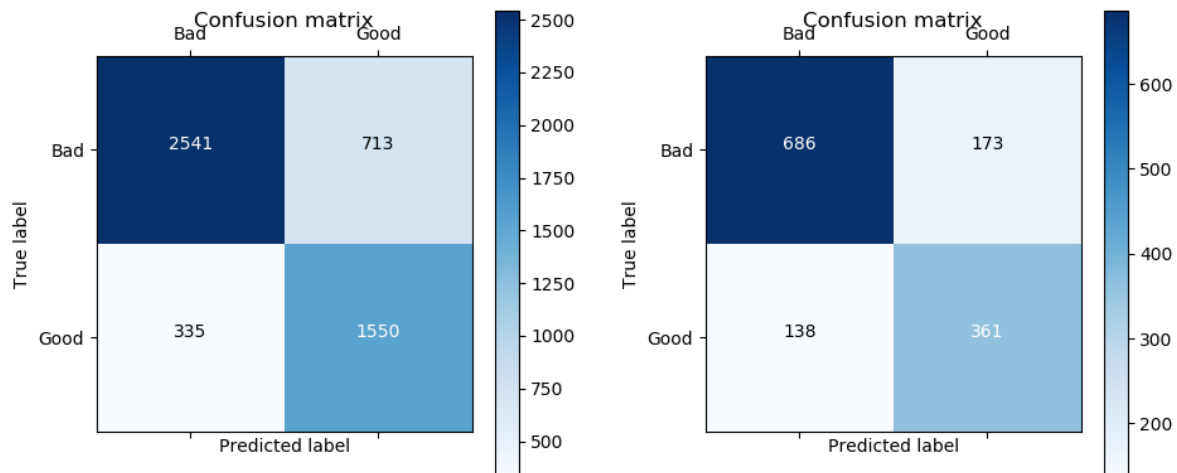 Confusion matrix
Bad Good
Bad 2541 713
Good 335 1550
True label
Predicted label
2500
2250
2000
1750
1500
1250
1000
750
500
Confusion matrix
Bad Good
Bad 686 173
Good 138 361
True label
Predicted label
600
500
400
300
200